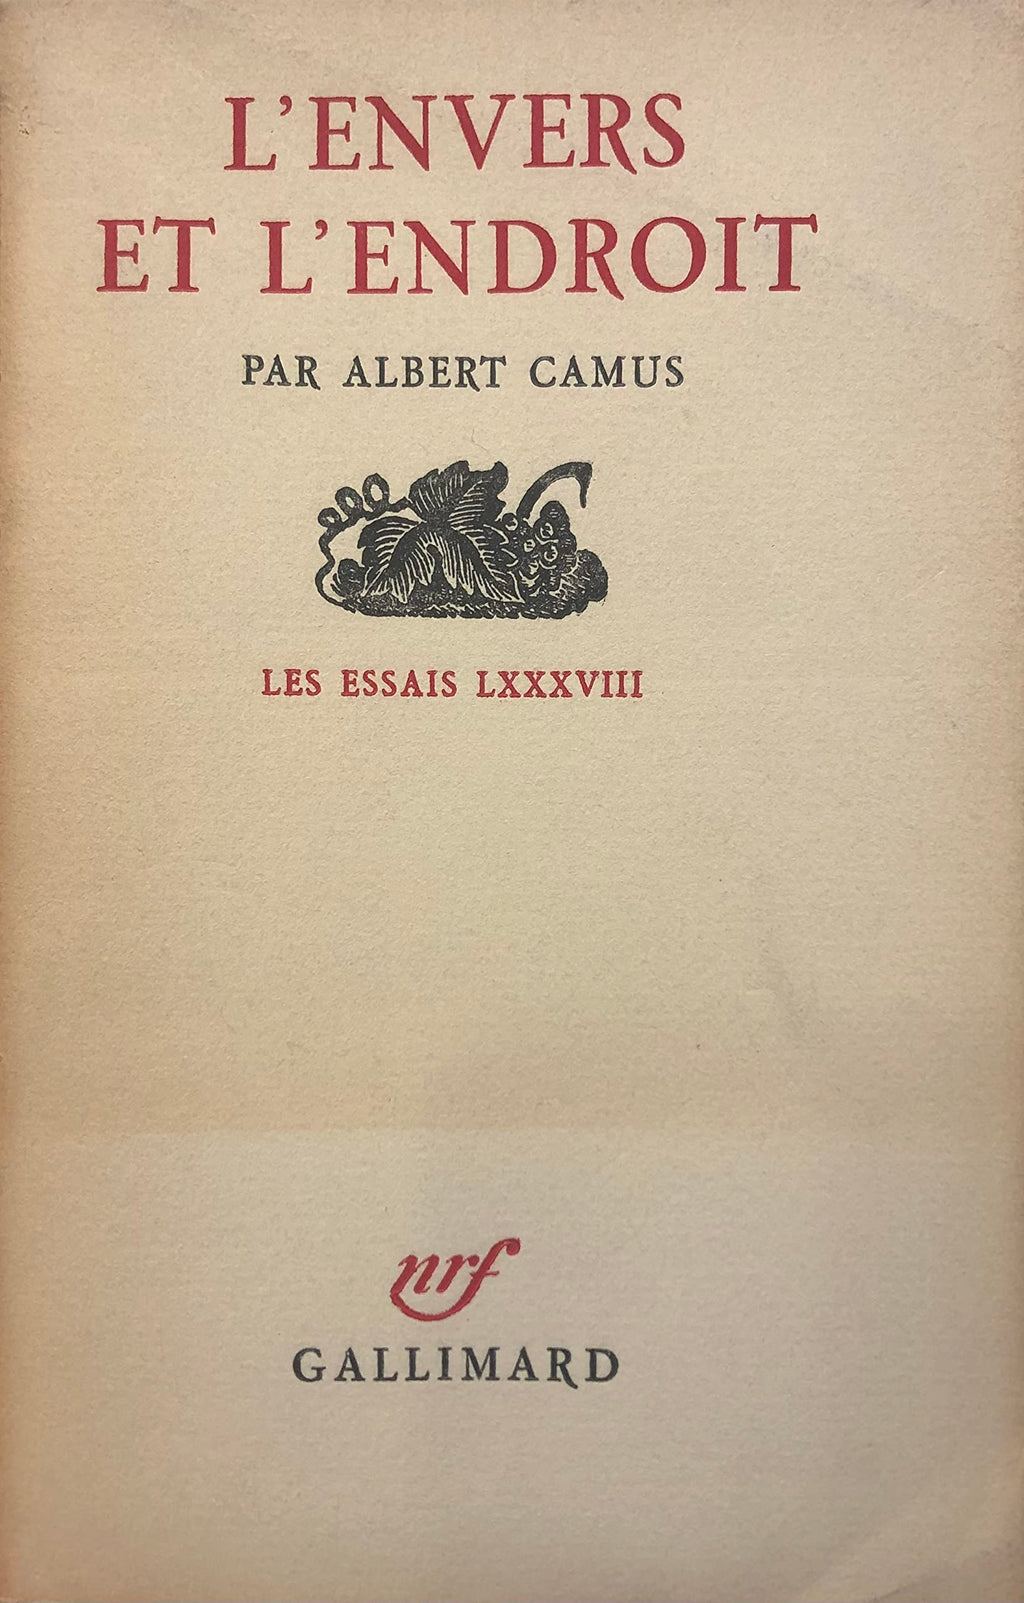 L'ENVERS
ET L'ENDROIT
PAR ALBERT CAMUS
LES ESSAIS LXXXVIII
nrf
GALLIMARD